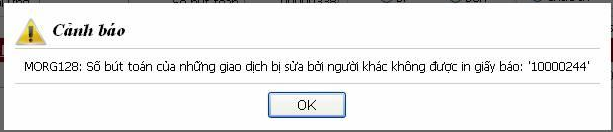 Cảnh báo
MORG128: Số bút toán của những giao dịch bị sửa bởi người khác không được in giấy báo: '10000244'
OK